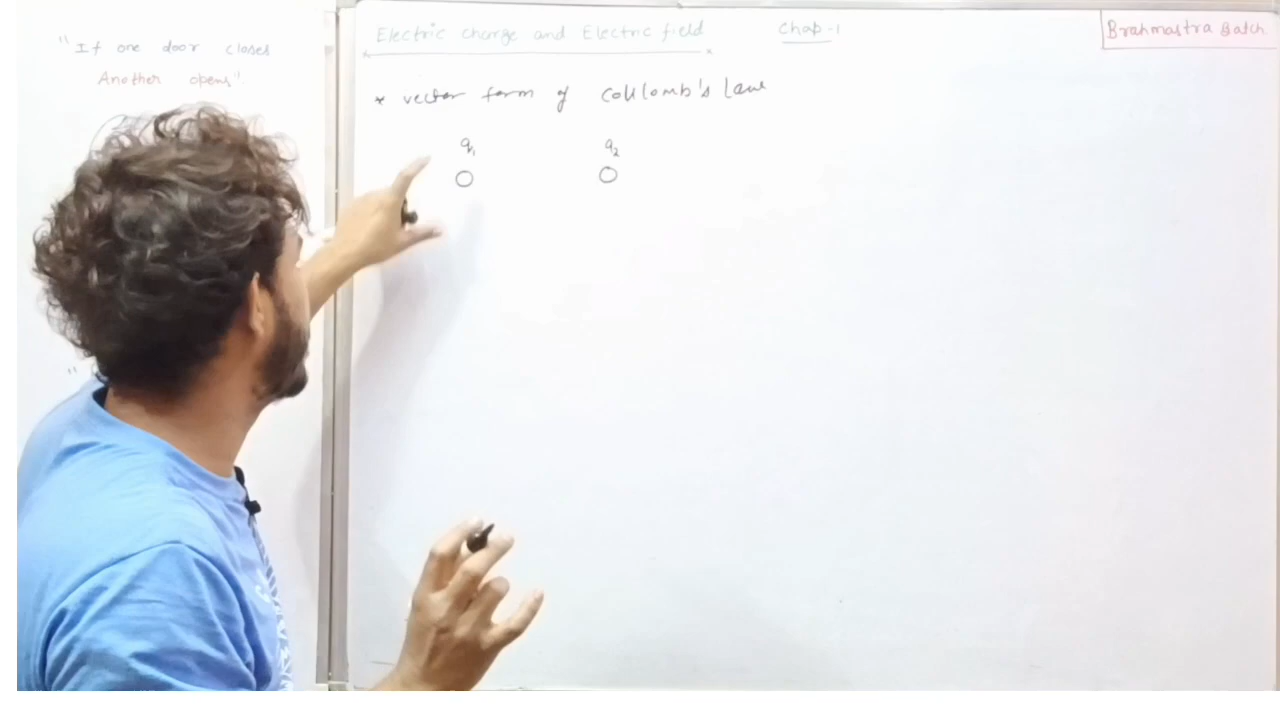 "If one door closes
Another opens".
"
Electric charge and Electric field
Chap-1
Brahmastra Batch
* vector form of Coulomb's Law
q1 q2